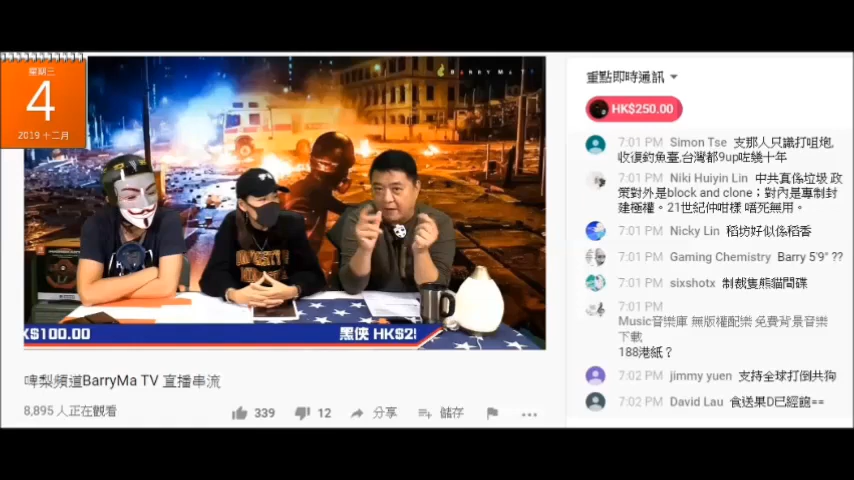 星期三
4
2019 十二月
BARRY MA TV
K$100.00
黑俠 HK$25
啤梨頻道BarryMa TV 直播串流
8,895 人正在觀看
339
12
分享
儲存
重點即時通訊
HK$250.00
7:01 PM Simon Tse 支那人只識打咀炮,
收復釣魚臺,台灣都9up咗幾十年
7:01 PM Niki Huiyin Lin 中共真係垃圾 政
策對外是block and clone；對內是專制封
建極權。21世紀仲咁樣 唔死無用。
7:01 PM Nicky Lin 稻坊好似係稻香
7:01 PM Gaming Chemistry Barry 5'9" ??
7:01 PM sixshotx 制裁隻熊貓間碟
7:01 PM
Music音樂庫 無版權配樂 免費背景音樂
下載
188港紙？
7:02 PM jimmy yuen 支持全球打倒共狗
7:02 PM David Lau 食送果D已經饱==